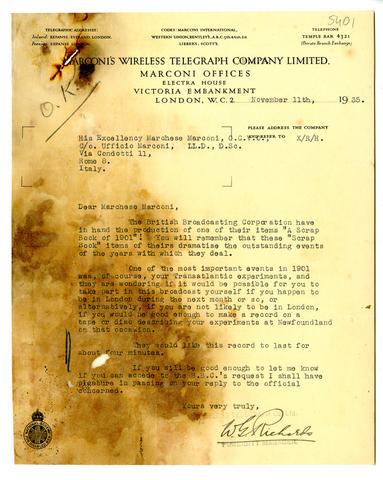 5401
TELEGRAPHIC ADDRESSES:
Inland: EXPANSE, ESTRAND, LONDON.
Foreign: EXPANSE, LONDON.
CODES: MARCONI INTERNATIONAL,
WESTERN UNION, BENTLEY'S, A.B.C. 5th & 6th Ed.
LIEBER'S, SCOTT'S.
TELEPHONE
TEMPLE BAR 4321
(Private Branch Exchange)
MARCONI'S WIRELESS TELEGRAPH COMPANY LIMITED.
MARCONI OFFICES
ELECTRA HOUSE
VICTORIA EMBANKMENT
LONDON, W.C. 2. November 11th, 1935.
O.K.
PLEASE ADDRESS THE COMPANY
AND REFER TO X/R/H.
His Excellency Marchese Marconi,
C/o. Ufficio Marconi, LL.D., D.Sc.
Via Condotti 11,
Rome 8.
Italy.
Dear Marchese Marconi,
The British Broadcasting Corporation have
in hand the production of one of their items "A Scrap
Book of 1901". You will remember that these "Scrap
Book" items of theirs dramatise the outstanding events
of the years with which they deal.
One of the most important events in 1901
was, of course, your Transatlantic experiments, and
they are wondering if it would be possible for you to
take part in this broadcast yourself if you happen to
be in London during the next month or so, or
alternatively, if you are not likely to be in London,
if you would be good enough to make a record on a
tape or disc describing your experiments at Newfoundland
on that occasion.
They would like this record to last for
about four minutes.
If you will be good enough to let me know
if you can accede to the B.B.C.'s request I shall have
pleasure in passing on your reply to the official
concerned.
Yours very truly,
W G Richards
PUBLICITY MANAGER